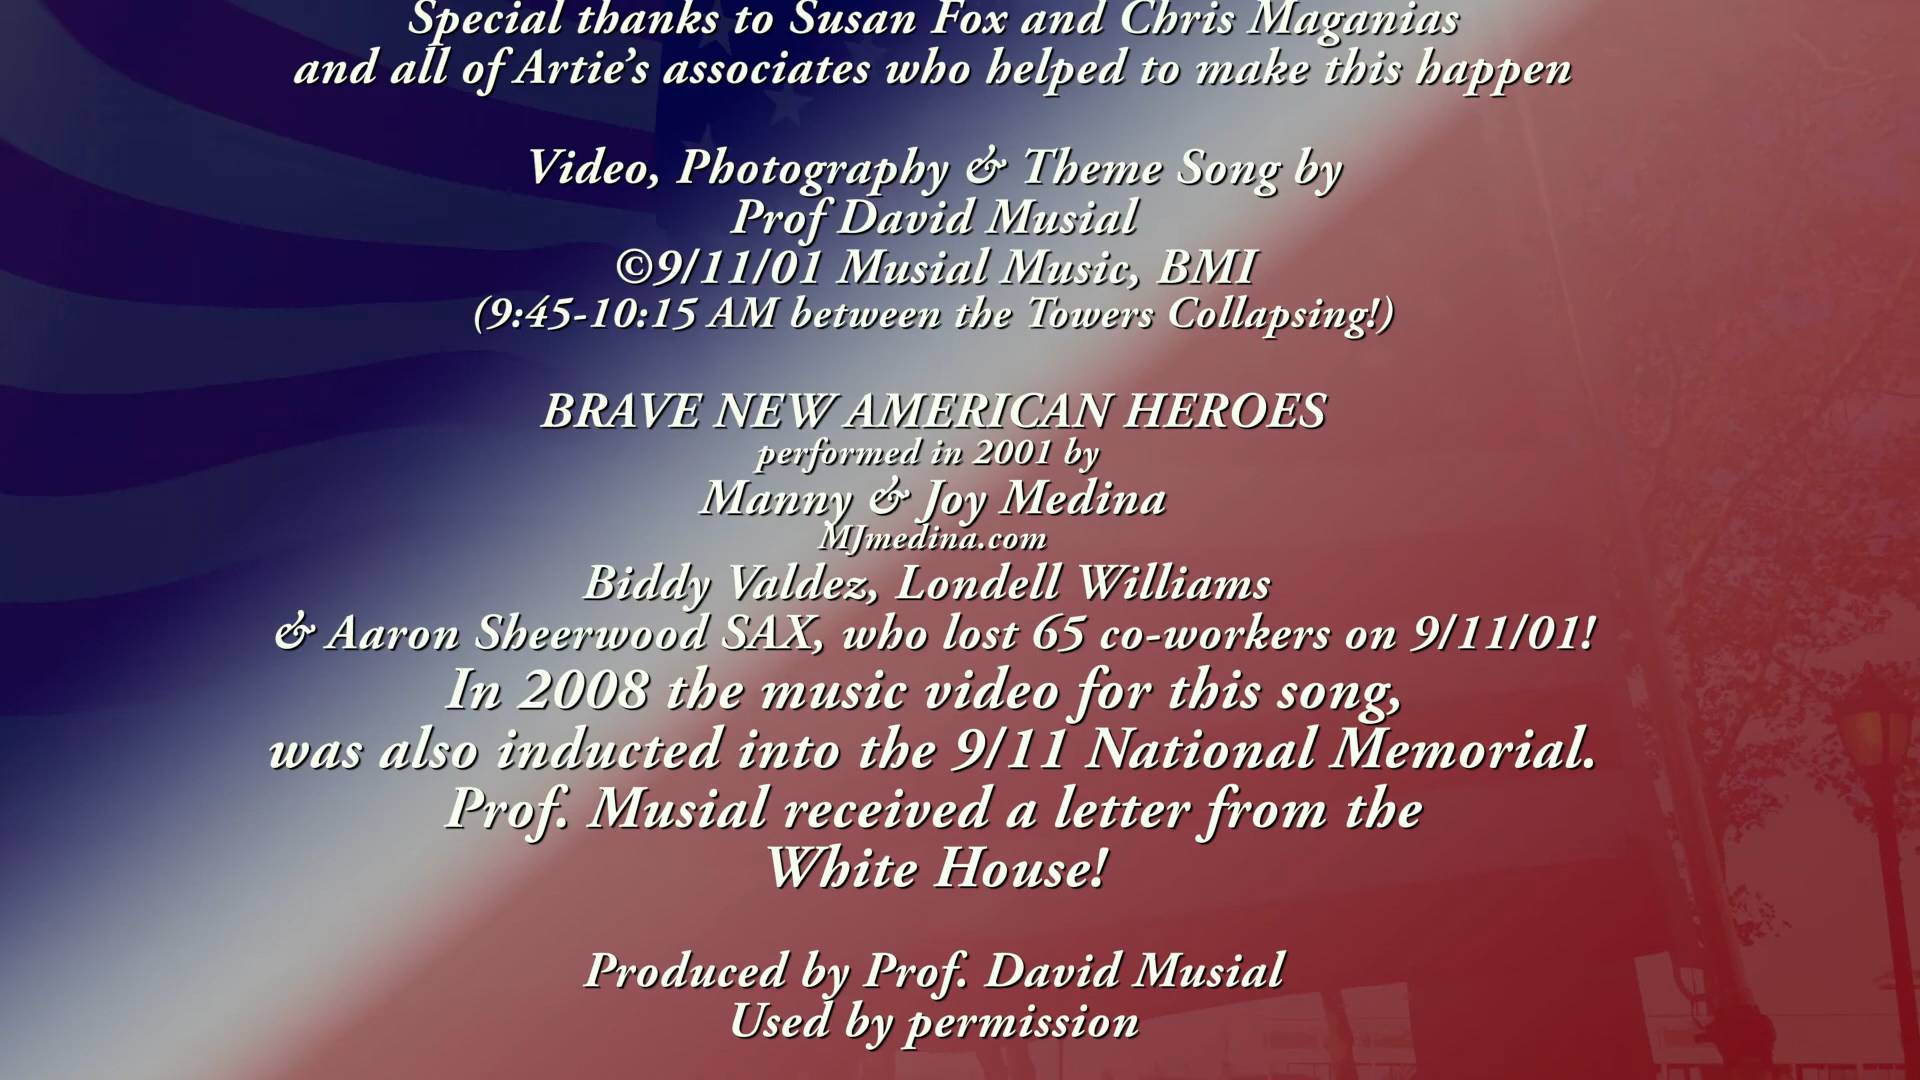 Special thanks to Susan Fox and Chris Maganias
and all of Artie's associates who helped to make this happen
Video, Photography & Theme Song by
Prof David Musial
©9/11/01 Musial Music, BMI
(9:45-10:15 AM between the Towers Collapsing!)
BRAVE NEW AMERICAN HEROES
performed in 2001 by
Manny & Joy Medina
MJmedina.com
Biddy Valdez, Londell Williams
& Aaron Sheerwood SAX, who lost 65 co-workers on 9/11/01!
In 2008 the music video for this song,
was also inducted into the 9/11 National Memorial.
Prof. Musial received a letter from the
White House!
Produced by Prof. David Musial
Used by permission